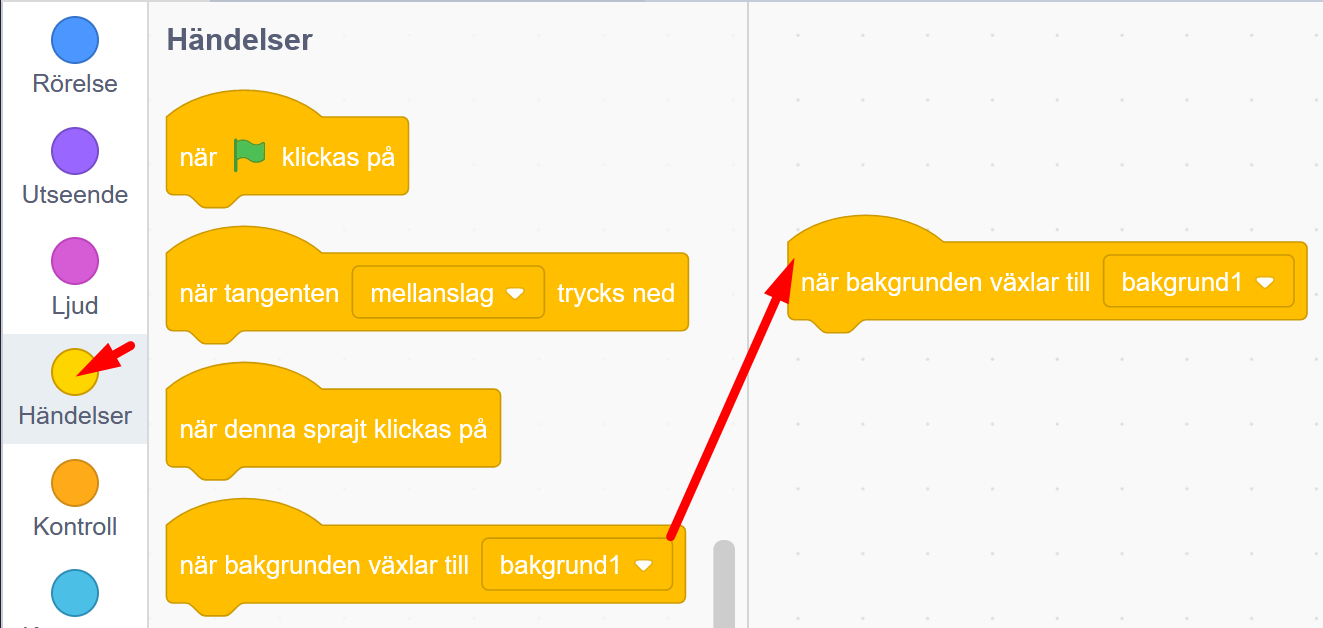 Rörelse
Utseende
Ljud
Händelser
Kontroll
Händelser
när klickas på
när tangenten mellanslag trycks ned
när denna sprajt klickas på
när bakgrunden växlar till bakgrund1
när bakgrunden växlar till bakgrund1